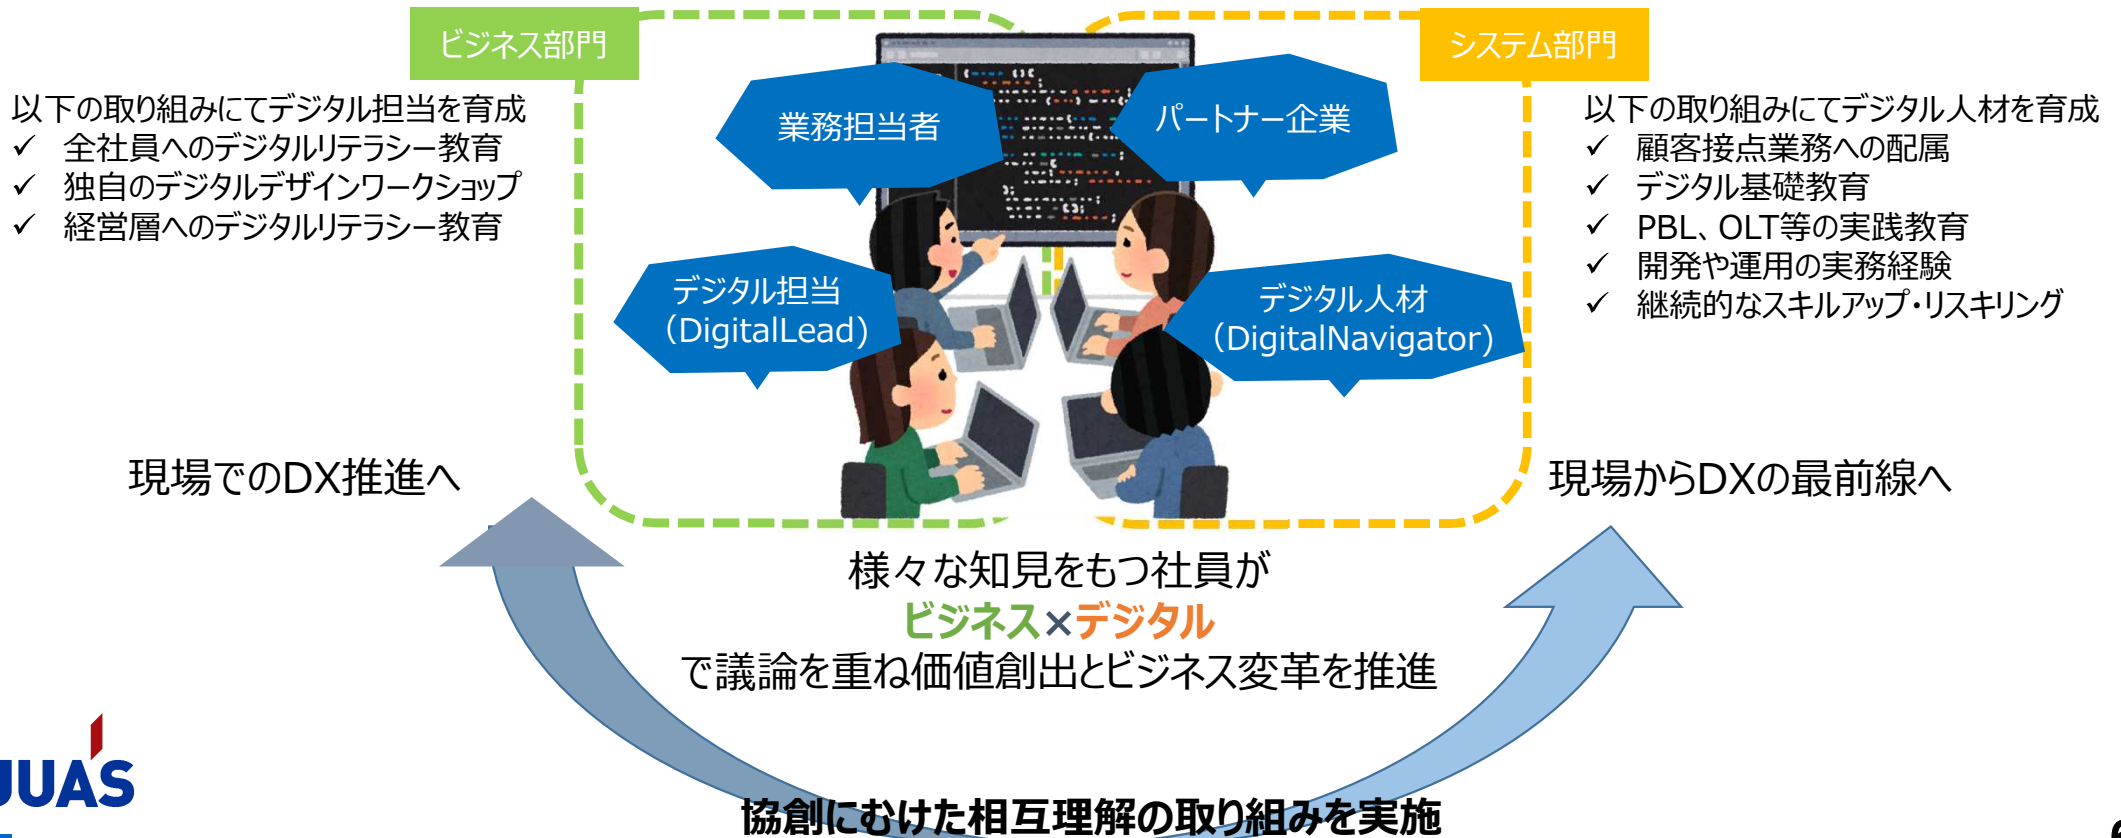 ビジネス部門
システム部門
以下の取り組みにてデジタル担当を育成
✓ 全社員へのデジタルリテラシー教育
✓ 独自のデジタルデザインワークショップ
✓ 経営層へのデジタルリテラシー教育
業務担当者
パートナー企業
デジタル担当
（DigitalLead）
デジタル人材
（DigitalNavigator）
以下の取り組みにてデジタル人材を育成
✓ 顧客接点業務への配属
✓ デジタル基礎教育
✓ PBL、OLT等の実践教育
✓ 開発や運用の実務経験
✓ 継続的なスキルアップ・リスキリング
現場でのDX推進へ
現場からDXの最前線へ
様々な知見をもつ社員が
ビジネス×デジタル
で議論を重ね価値創出とビジネス変革を推進
JUAS
協創にむけた相互理解の取り組みを実施